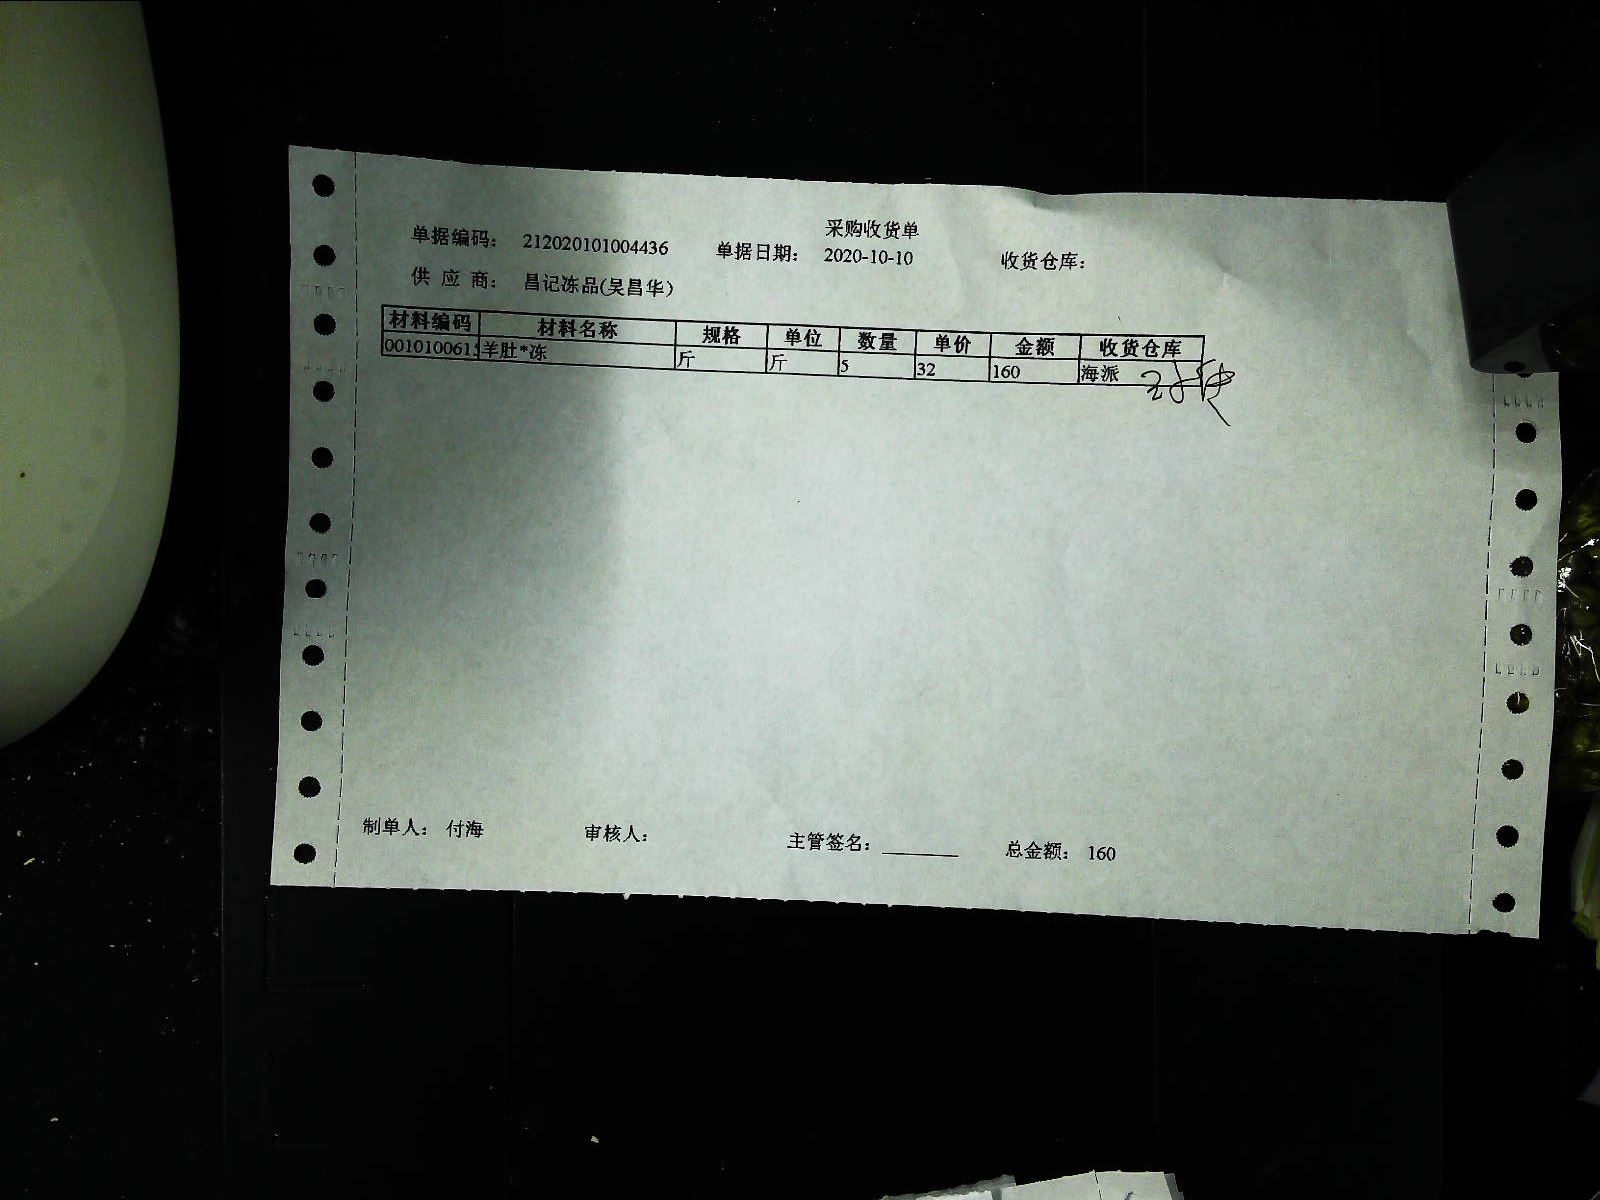 采购收货单
单据编码： 212020101004436 单据日期： 2020-10-10 收货仓库：
供 应 商： 昌记冻品(吴昌华)
材料编码 材料名称 规格 单位 数量 单价 金额 收货仓库
羊肚*冻 斤 斤 5 32 160 海派
制单人： 付海 审核人： 主管签名： 总金额： 160